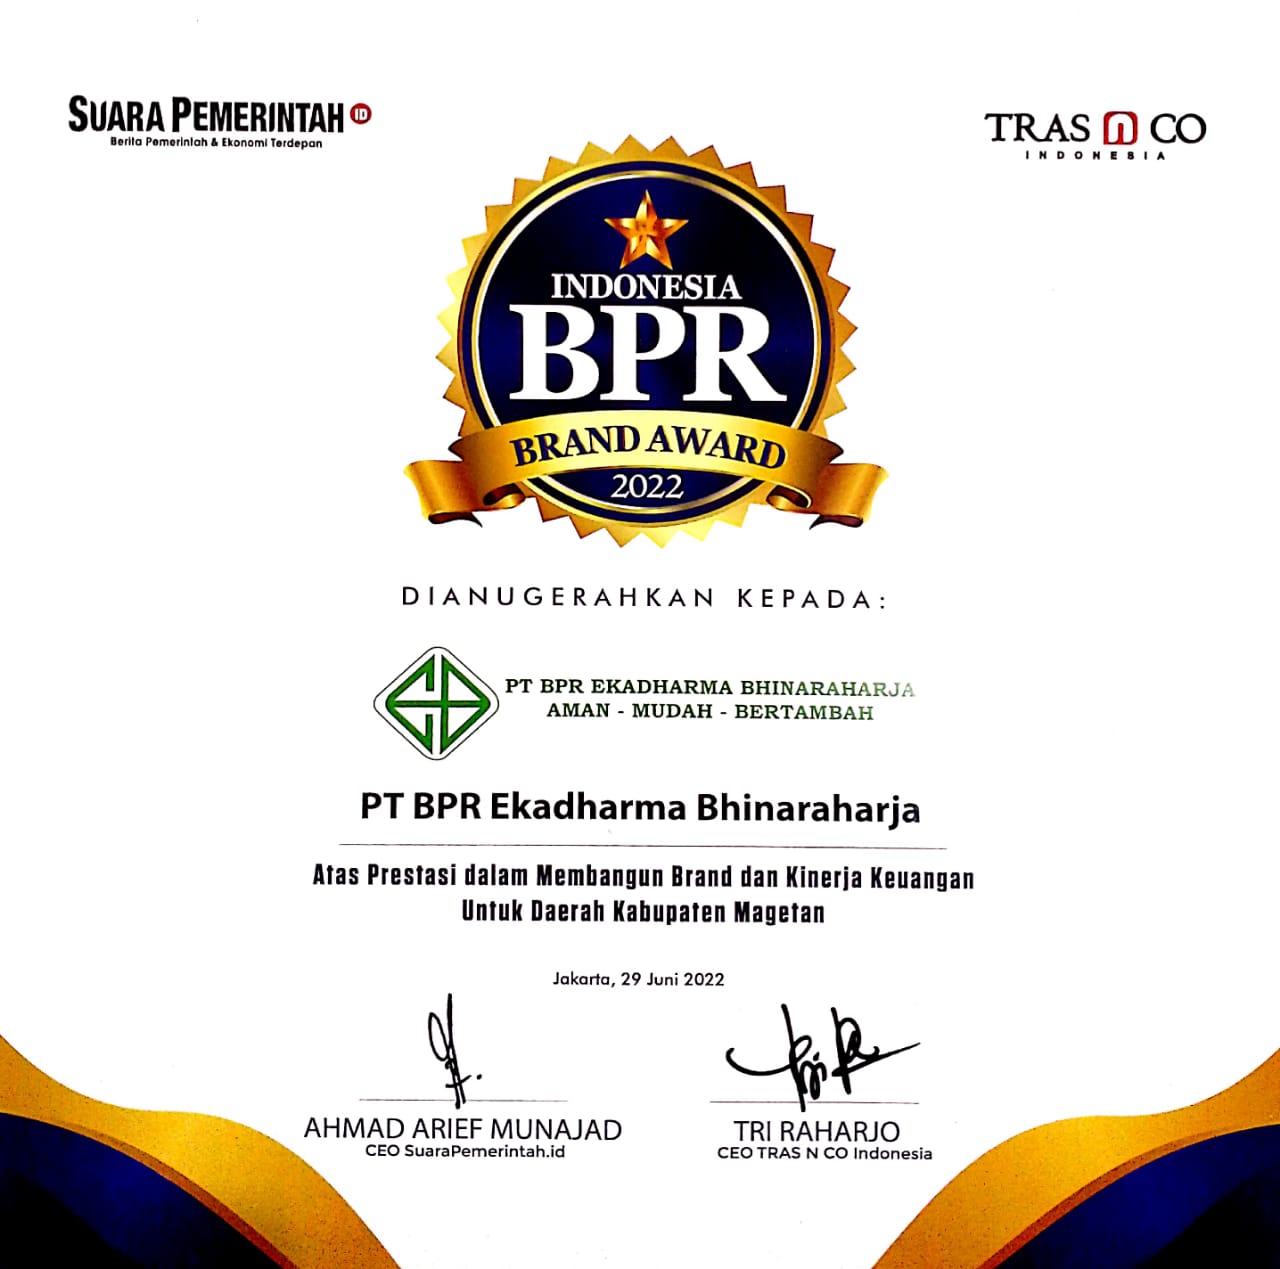 SUARA PEMERINTAH ID
Berita Pemerintah & Ekonomi Terdepan
TRAS n CO
INDONESIA
INDONESIA
BPR
BRAND AWARD
2022
DIANUGERAHKAN KEPADA:
PT BPR EKADHARMA BHINARAHARJA
AMAN - MUDAH - BERTAMBAH
PT BPR Ekadharma Bhinaraharja
Atas Prestasi dalam Membangun Brand dan Kinerja Keuangan
Untuk Daerah Kabupaten Magetan
Jakarta, 29 Juni 2022
AHMAD ARIEF MUNAJAD
CEO SuaraPemerintah.id
TRI RAHARJO
CEO TRAS N CO Indonesia